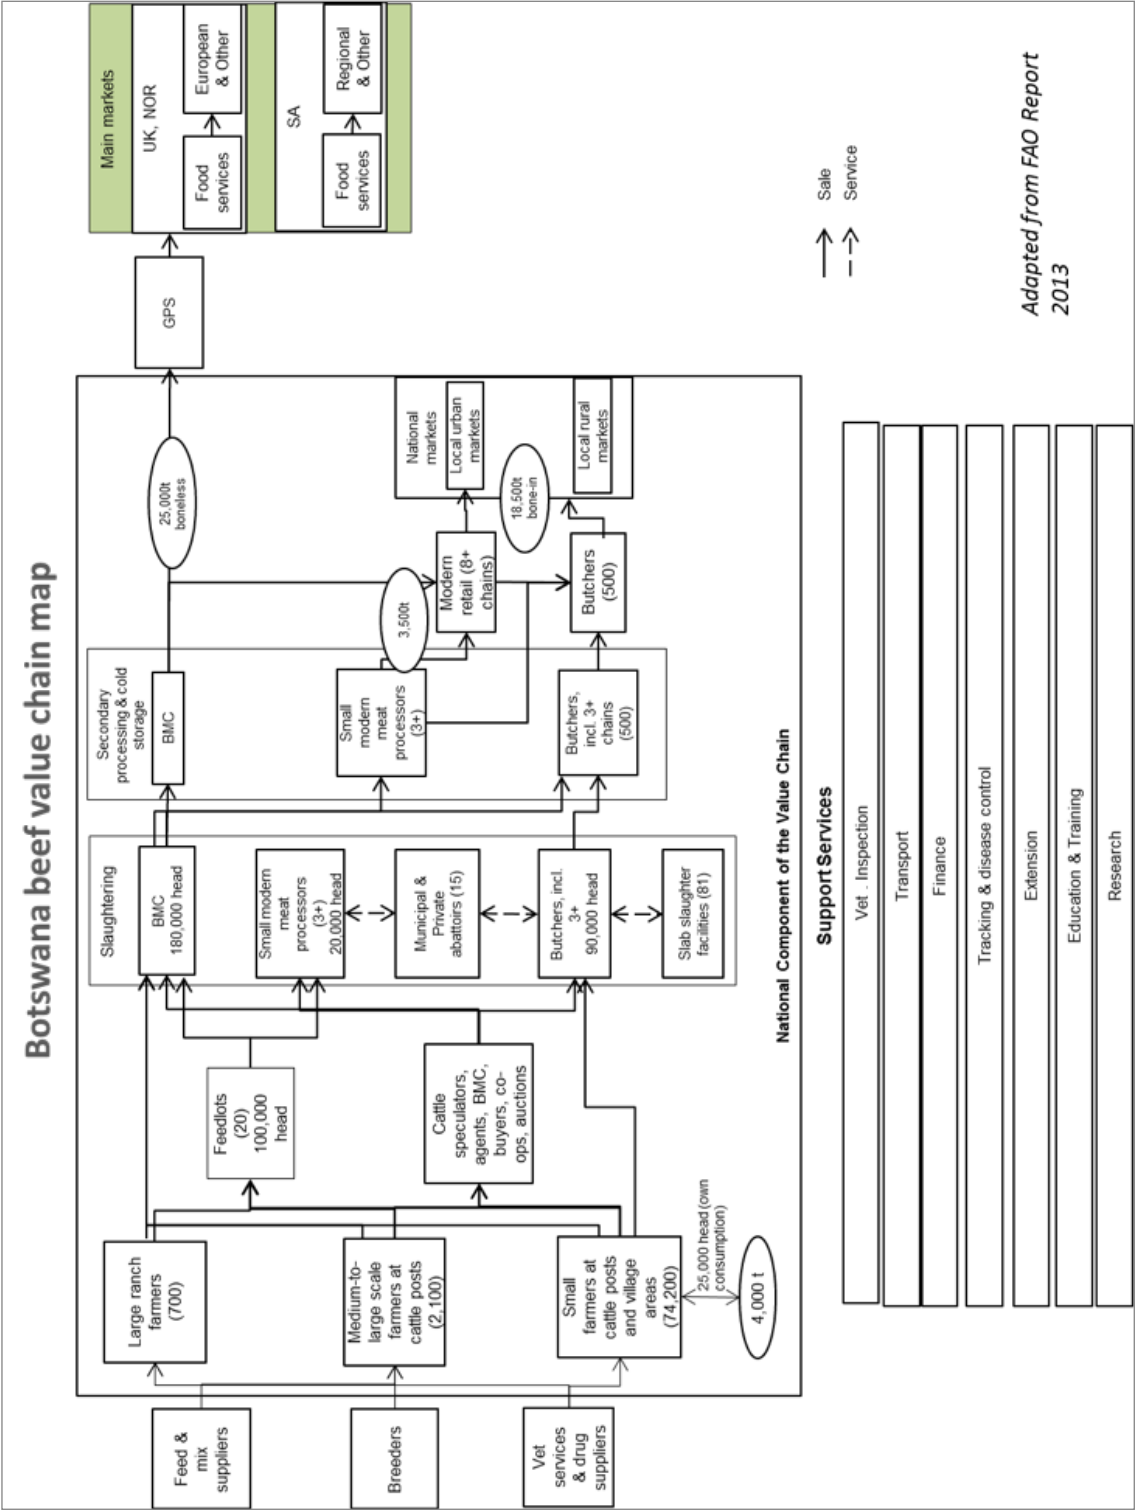 Botswana beef value chain map
Feed &
mix
suppliers
Breeders
Vet
services
& drug
suppliers
Large ranch
farmers
(700)
Medium-to-
large scale
farmers at
cattle posts
(2,100)
Small
farmers at
cattle posts
and village
areas
(74,200)
25,000 head (own
consumption)
4,000 t
Feedlots
(20)
100,000
head
Cattle
speculators,
agents, BMC,
buyers, co-
ops, auctions
Slaughtering
BMC
180,000 head
Small modern
meat
processors
(3+)
20,000 head
Municipal &
Private
abattoirs (15)
Butchers, incl.
3+
90,000 head
Slab slaughter
facilities (81)
Secondary
processing & cold
storage
BMC
Small
modern
meat
processors
(3+)
Butchers,
incl. 3+
chains
(500)
25,000t
boneless
3,500t
Modern
retail (8+
chains)
Butchers
(500)
18,500t
bone-in
National
markets
Local urban
markets
Local rural
markets
GPS
Main markets
UK, NOR
Food
services
European
& Other
SA
Food
services
Regional
& Other
National Component of the Value Chain
Sale
Service
Support Services
Vet . Inspection
Transport
Finance
Tracking & disease control
Extension
Education & Training
Research
Adapted from FAO Report
2013